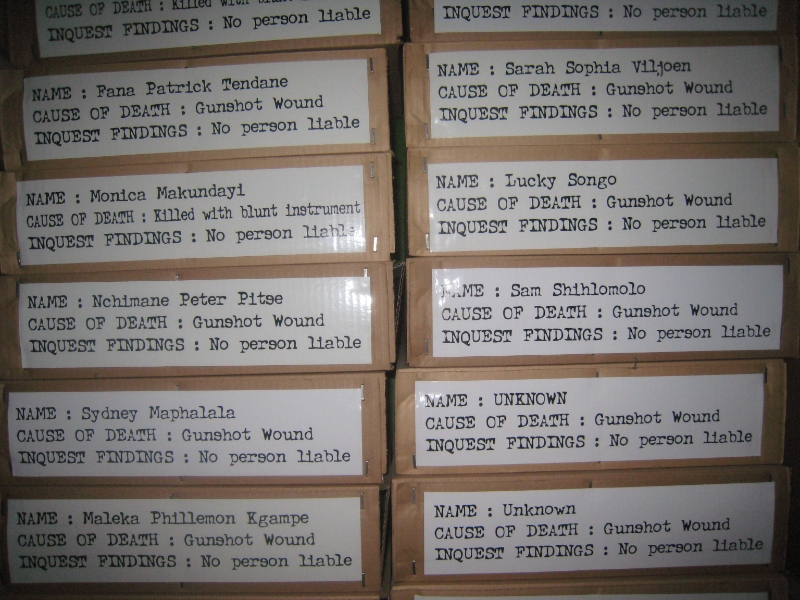 CAUSE OF DEATH : Killed with blunt
INQUEST FINDINGS : No person liable
NAME : Fana Patrick Tendane
CAUSE OF DEATH : Gunshot Wound
INQUEST FINDINGS : No person liable
NAME : Monica Makundayi
CAUSE OF DEATH : Killed with blunt instrument
INQUEST FINDINGS : No person liable
NAME : Nchimane Peter Pitse
CAUSE OF DEATH : Gunshot Wound
INQUEST FINDINGS : No person liable
NAME : Sydney Maphalala
CAUSE OF DEATH : Gunshot Wound
INQUEST FINDINGS : No person liable
NAME : Maleka Phillemon Kgampe
CAUSE OF DEATH : Gunshot Wound
INQUEST FINDINGS : No person liable
INQUEST FINDINGS : No person liable
NAME : Sarah Sophia Viljoen
CAUSE OF DEATH : Gunshot Wound
INQUEST FINDINGS : No person liable
NAME : Lucky Songo
CAUSE OF DEATH : Gunshot Wound
INQUEST FINDINGS : No person liable
NAME : Sam Shihlomolo
CAUSE OF DEATH : Gunshot Wound
INQUEST FINDINGS : No person liable
NAME : UNKNOWN
CAUSE OF DEATH : Gunshot Wound
INQUEST FINDINGS : No person liable
NAME : Unknown
CAUSE OF DEATH : Gunshot Wound
INQUEST FINDINGS : No person liable